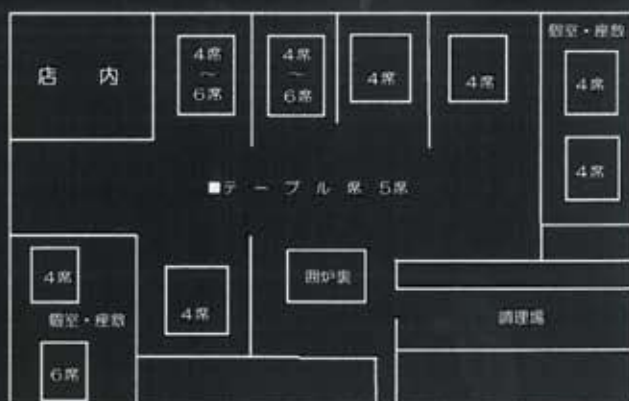 店 内
4席
～
6席
4席
～
6席
4席
4席
個室・座敷
4席
4席
■テ ー ブ ル 席 5席
4席
個室・座敷
6席
4席
囲炉裏
調理場